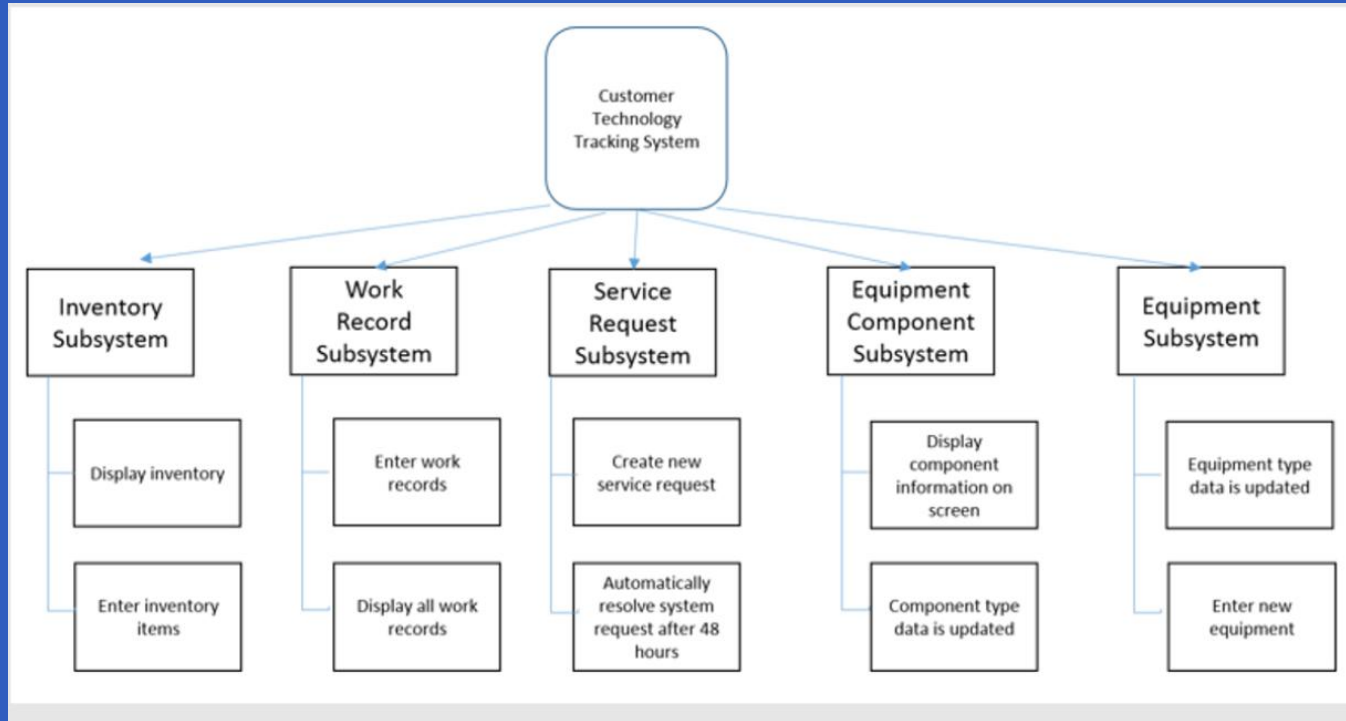 Customer
Technology
Tracking System
Inventory
Subsystem
Work
Record
Subsystem
Service
Request
Subsystem
Equipment
Component
Subsystem
Equipment
Subsystem
Display inventory
Enter work
records
Create new
service request
Display
component
information on
screen
Equipment type
data is updated
Enter inventory
items
Display all work
records
Automatically
resolve system
request after 48
hours
Component type
data is updated
Enter new
equipment